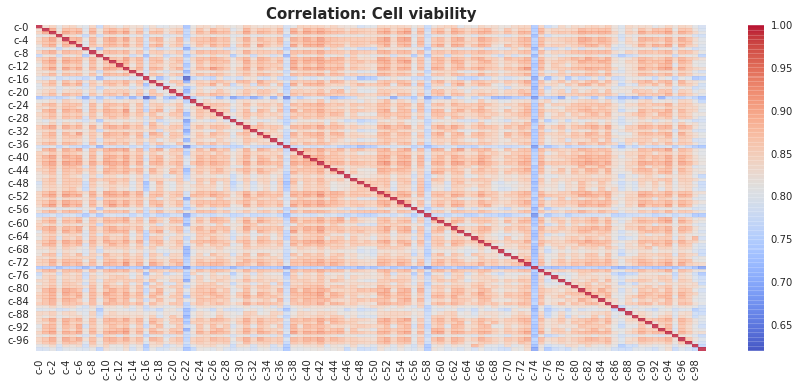 Correlation: Cell viability
c-0
c-4
c-8
c-12
c-16
c-20
c-24
c-28
c-32
c-36
c-40
c-44
c-48
c-52
c-56
c-60
c-64
c-68
c-72
c-76
c-80
c-84
c-88
c-92
c-96
c-0
c-2
c-4
c-6
c-8
c-10
c-12
c-14
c-16
c-18
c-20
c-22
c-24
c-26
c-28
c-30
c-32
c-34
c-36
c-38
c-40
c-42
c-44
c-46
c-48
c-50
c-52
c-54
c-56
c-58
c-60
c-62
c-64
c-66
c-68
c-70
c-72
c-74
c-76
c-78
c-80
c-82
c-84
c-86
c-88
c-90
c-92
c-94
c-96
c-98
1.00
0.95
0.90
0.85
0.80
0.75
0.70
0.65